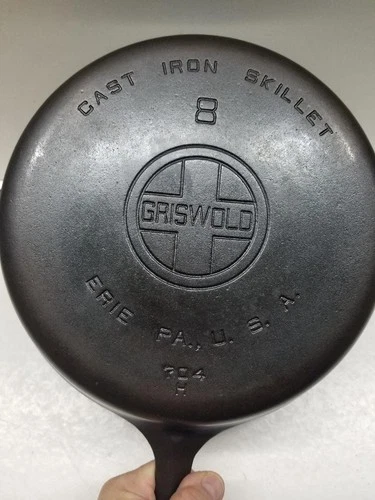 CAST IRON SKILLET
8
GRISWOLD
ERIE PA., U. S. A.
704
H